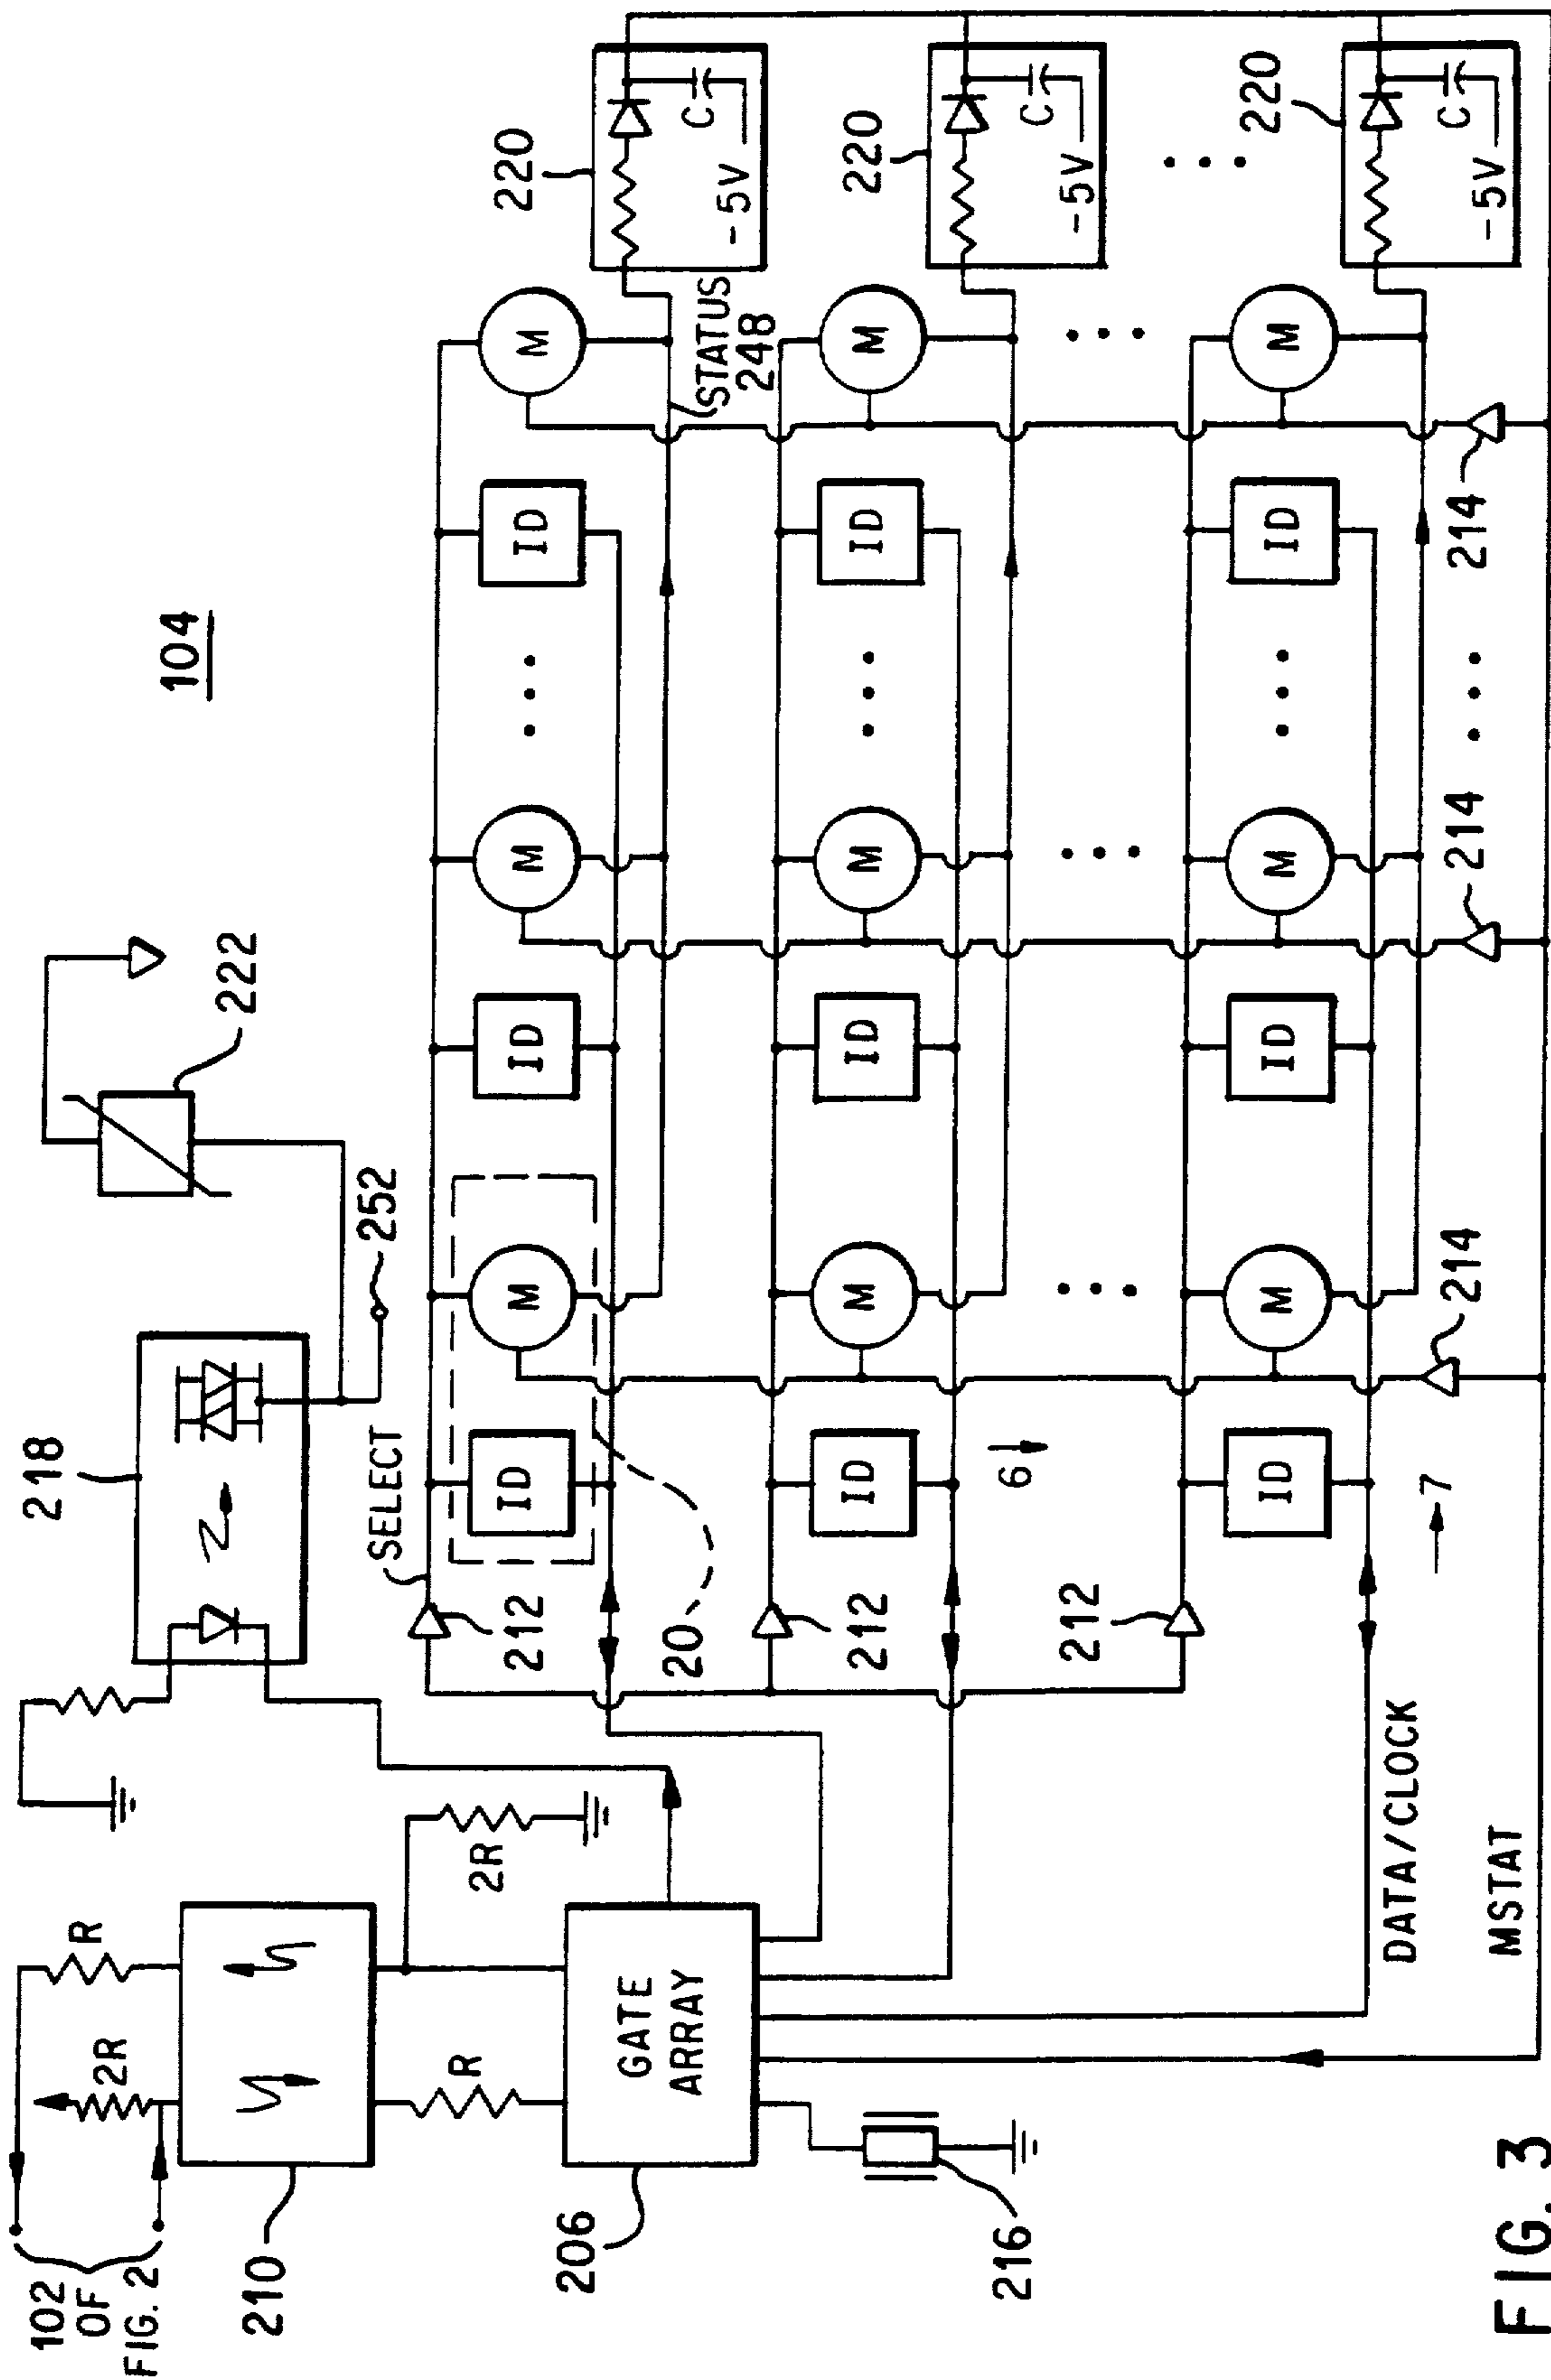 104
102
OF
FIG. 2
R
2R
210
R
2R
GATE
ARRAY
206
216
218
222
252
SELECT
212
ID
M
ID
M
ID
M
STATUS
248
220
C
-5V
20
212
ID
M
ID
M
ID
M
220
C
-5V
6
212
ID
M
ID
M
ID
M
220
C
-5V
7
DATA/CLOCK
214
214
214
MSTAT
FIG. 3